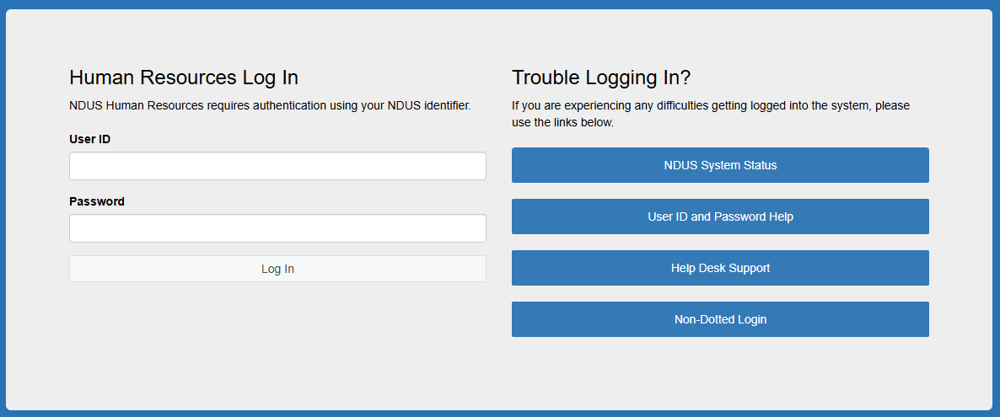 Human Resources Log In
NDUS Human Resources requires authentication using your NDUS identifier.
User ID
Password
Log In
Trouble Logging In?
If you are experiencing any difficulties getting logged into the system, please
use the links below.
NDUS System Status
User ID and Password Help
Help Desk Support
Non-Dotted Login